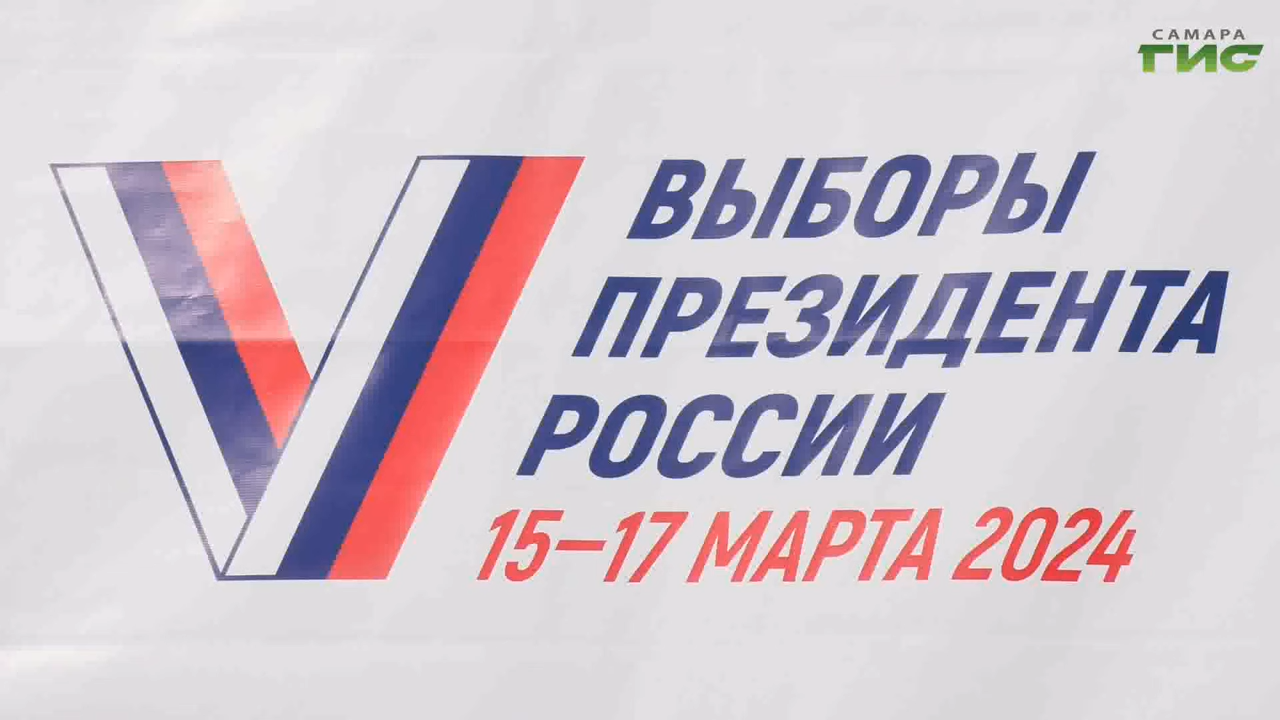 САМАРА
ГИС
ВЫБОРЫ
ПРЕЗИДЕНТА
РОССИИ
15–17 МАРТА 2024